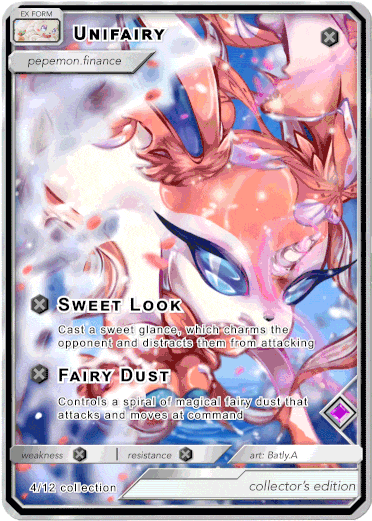 EX FORM
UNIFAIRY
pepemon.finance
SWEET LOOK
Cast a sweet glance, which charms the
opponent and distracts them from attacking
FAIRY DUST
Controls a spiral of magical fairy dust that
attacks and moves at command
weakness resistance art: Batly.A
4/12 collection collector's edition